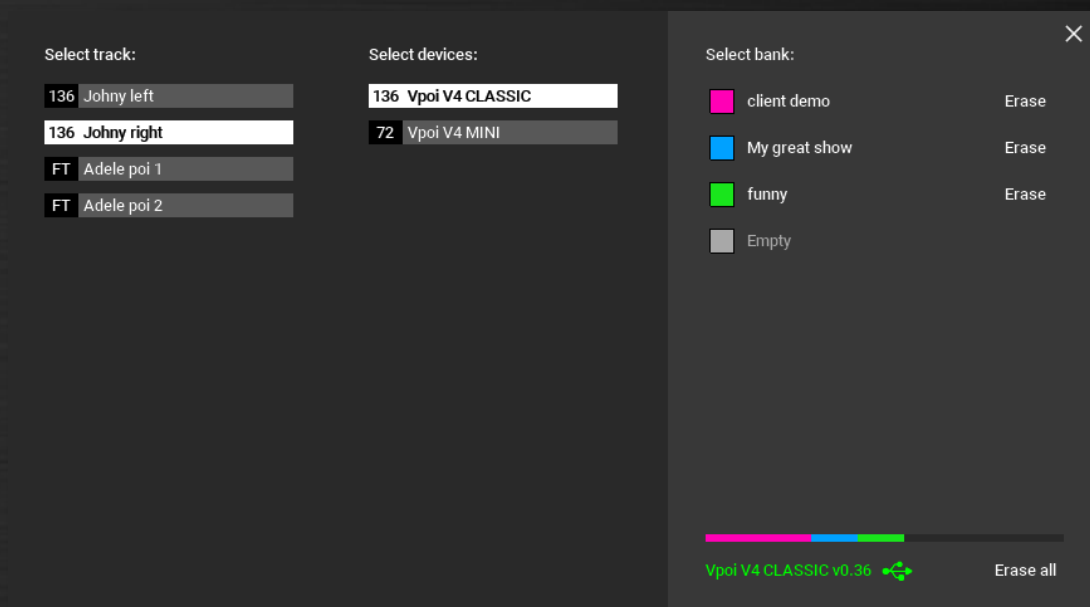 Select track:
136 Johny left
136 Johny right
FT Adele poi 1
FT Adele poi 2
Select devices:
136 Vpoi V4 CLASSIC
72 Vpoi V4 MINI
Select bank:
client demo Erase
My great show Erase
funny Erase
Empty
Vpoi V4 CLASSIC v0.36 Erase all